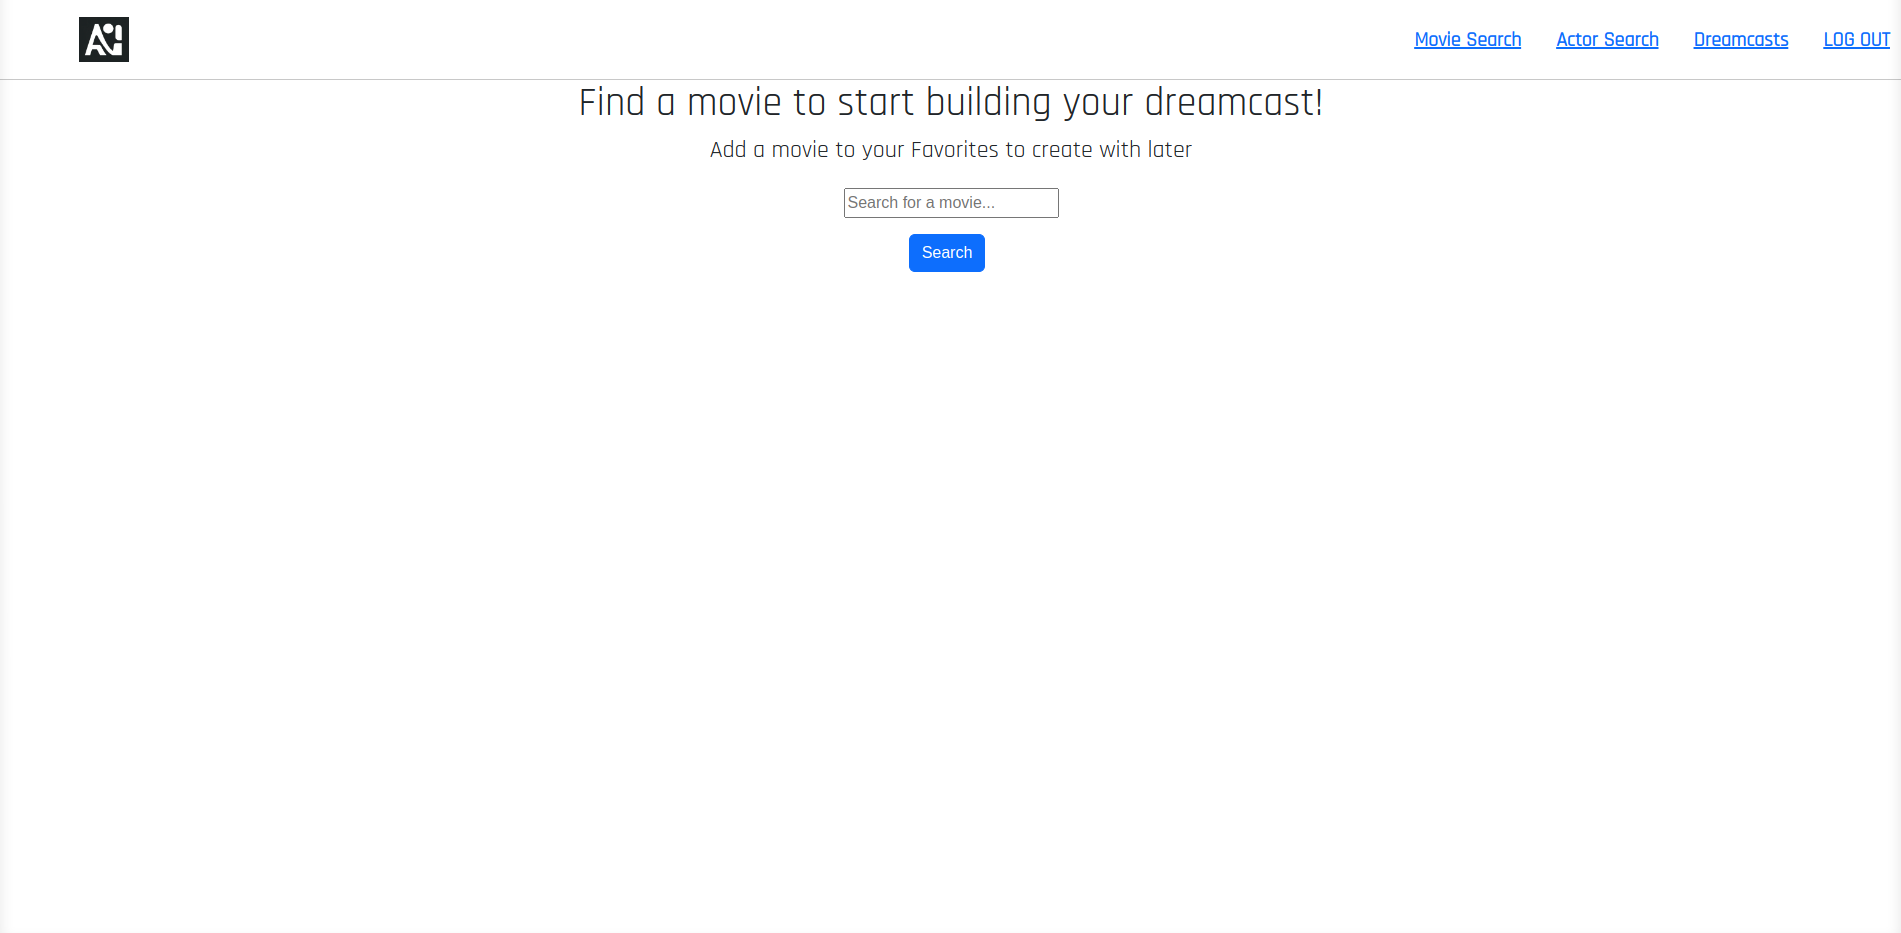 Movie Search Actor Search Dreamcasts LOG OUT
Find a movie to start building your dreamcast!
Add a movie to your Favorites to create with later
Search for a movie...
Search